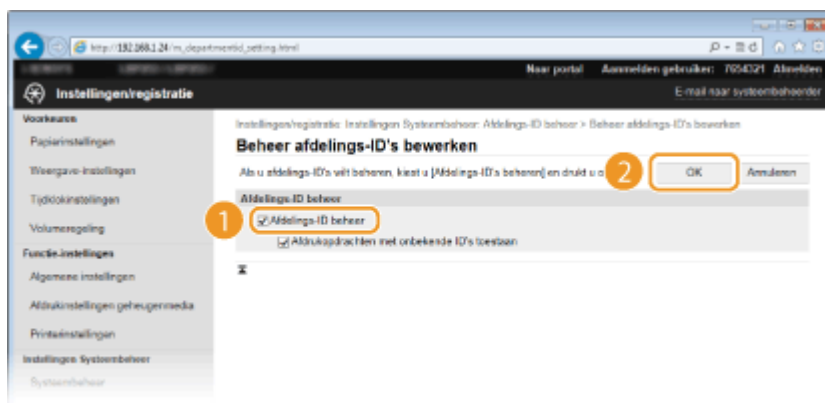 http://192.168.1.24/m_departmentid_setting.html
Naar portal Aanmelden gebruiker: 7654321 Afmelden
Instellingen/registratie
E-mail naar systeembeheerder
Voorkeuren
Papierinstellingen
Weergave-instellingen
Tijdklokinstellingen
Volumeregeling
Functie-instellingen
Algemene instellingen
Afdrukinstellingen geheugenmedia
Printerinstellingen
Instellingen Systeembeheer
Systeembeheer
Instellingen/registratie: Instellingen Systeembeheer: Afdelings-ID beheer > Beheer afdelings-ID's bewerken
Beheer afdelings-ID's bewerken
Als u afdelings-ID's wilt beheren, kiest u [Afdelings-ID's beheren] en drukt u o
2
OK
Annuleren
Afdelings-ID beheer
1
Afdelings-ID beheer
Afdrukopdrachten met onbekende ID's toestaan